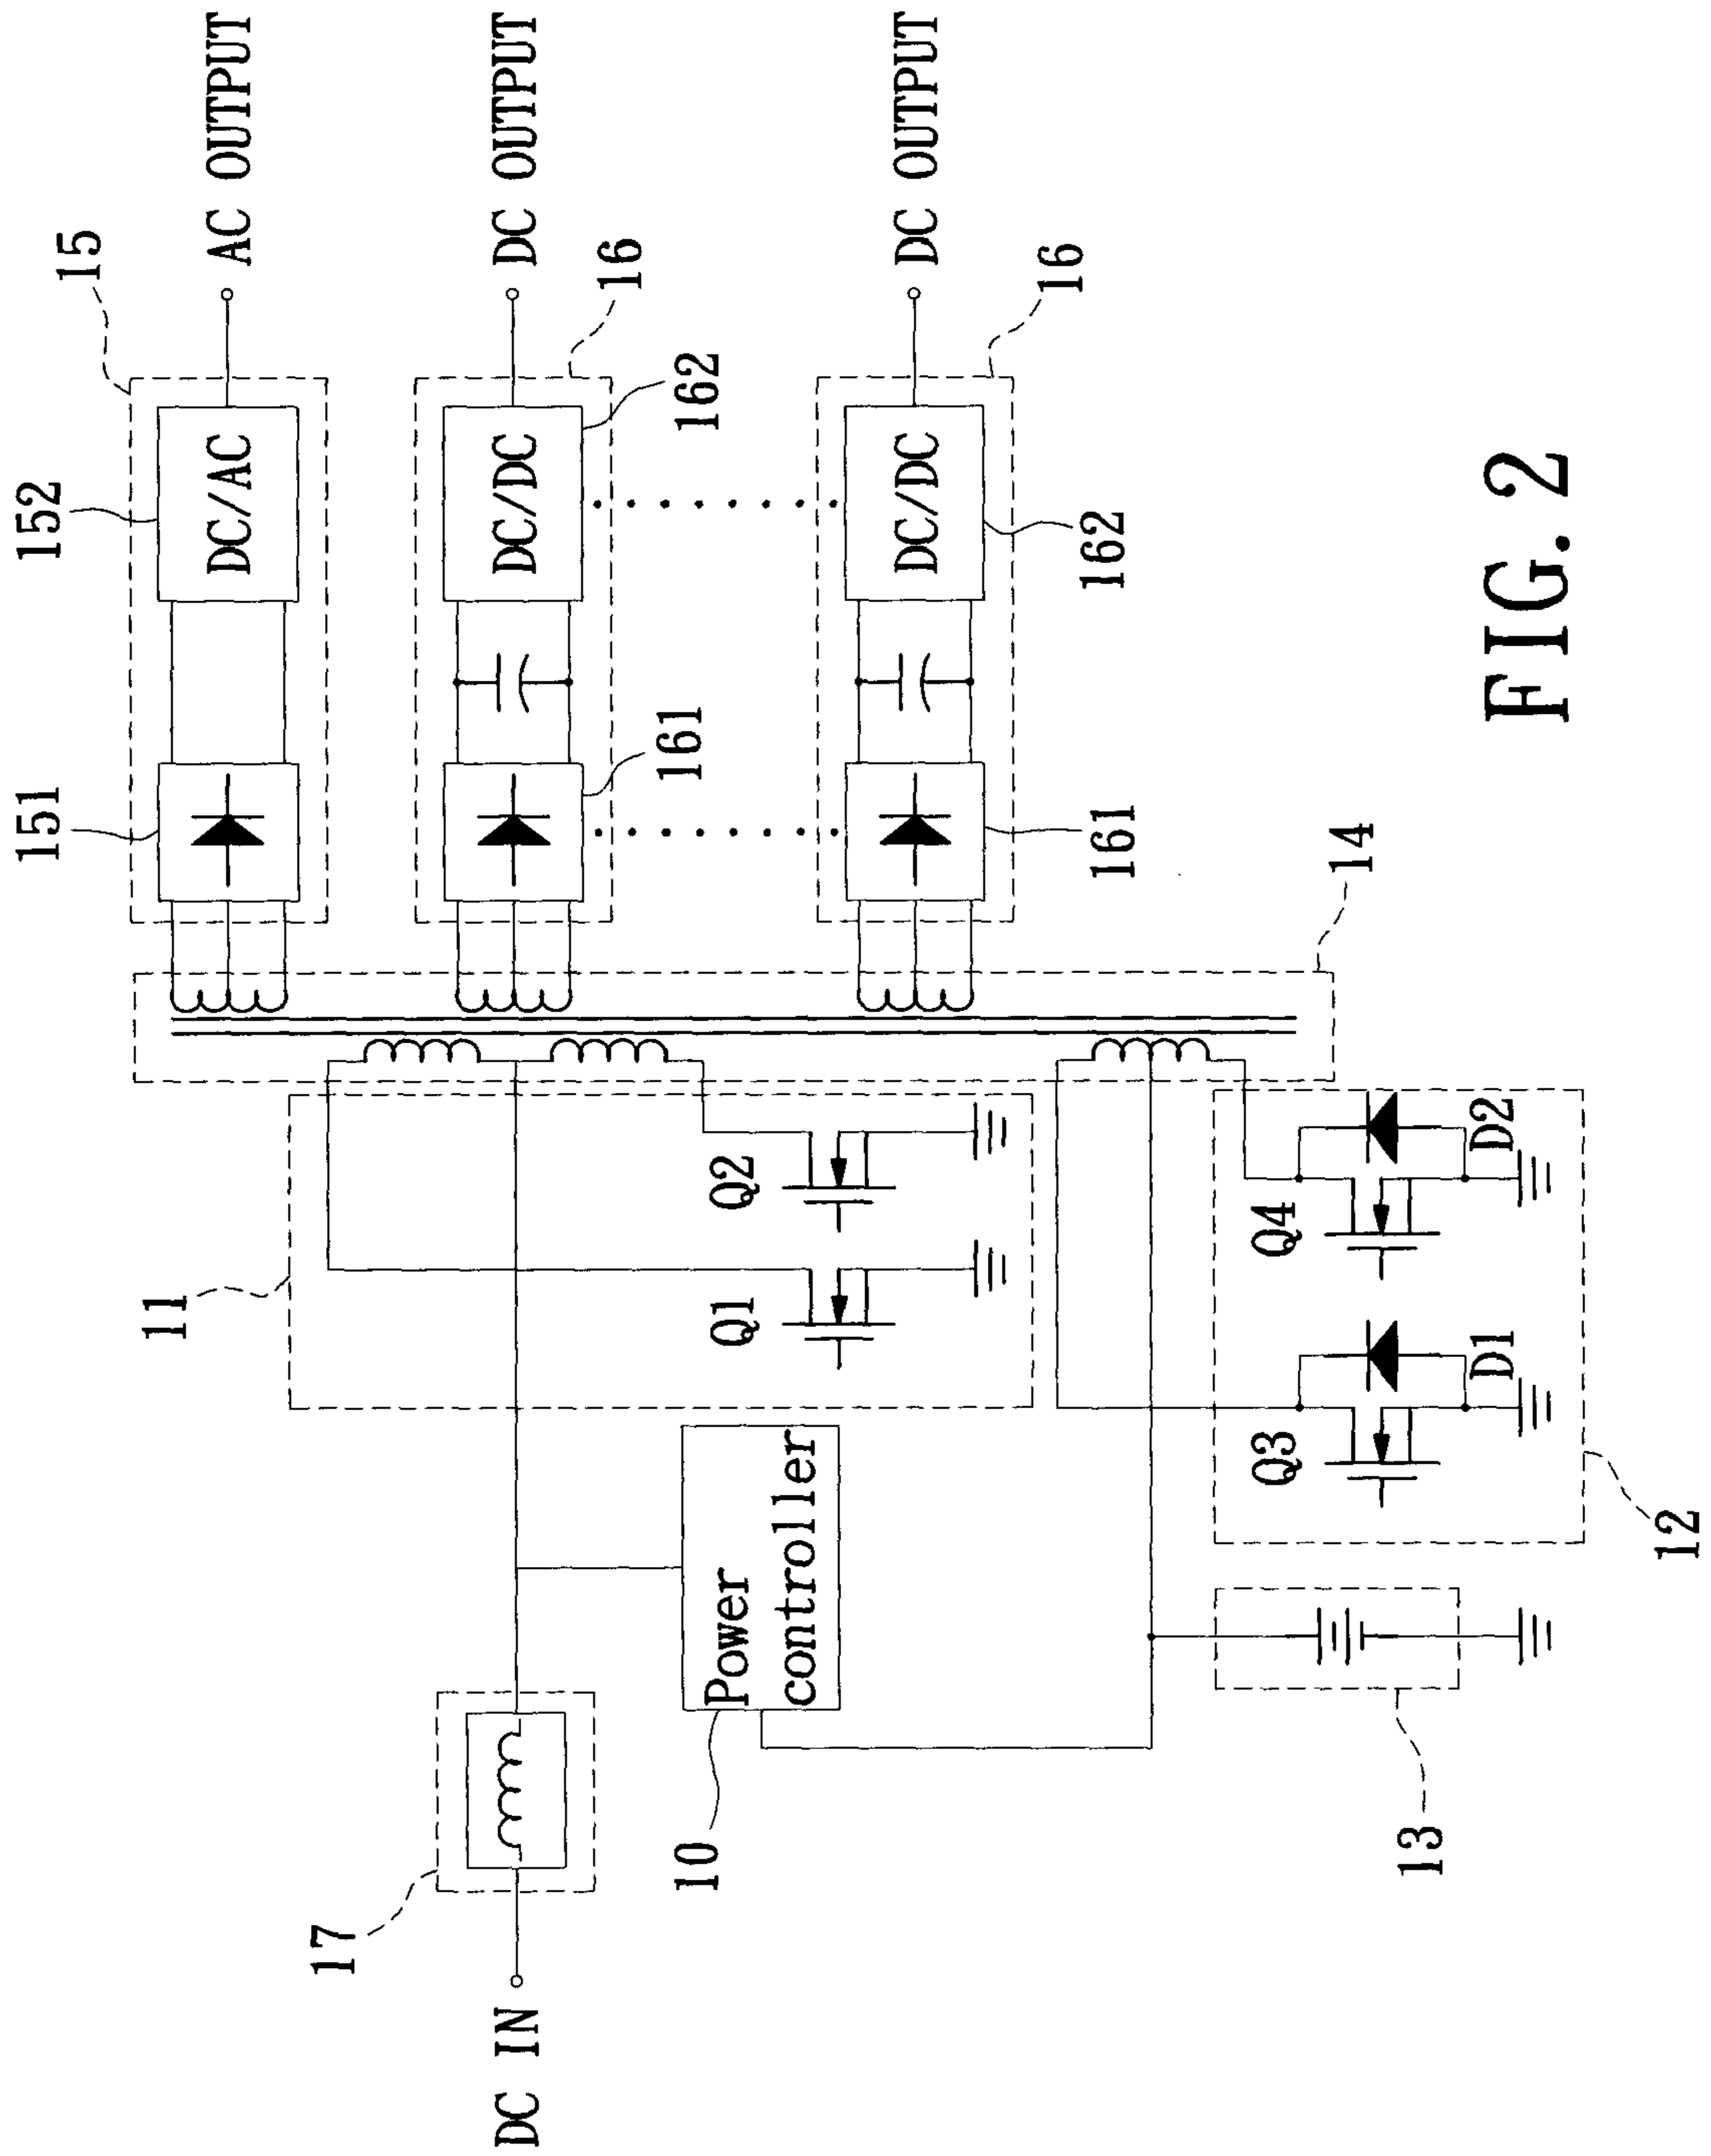 15
152
151
DC/AC
AC OUTPUT
16
162
161
DC/DC
DC OUTPUT
16
162
161
DC/DC
DC OUTPUT
14
11
Q1
Q2
17
DC IN
10
Power
controller
Q3
D1
Q4
D2
12
13
FIG. 2